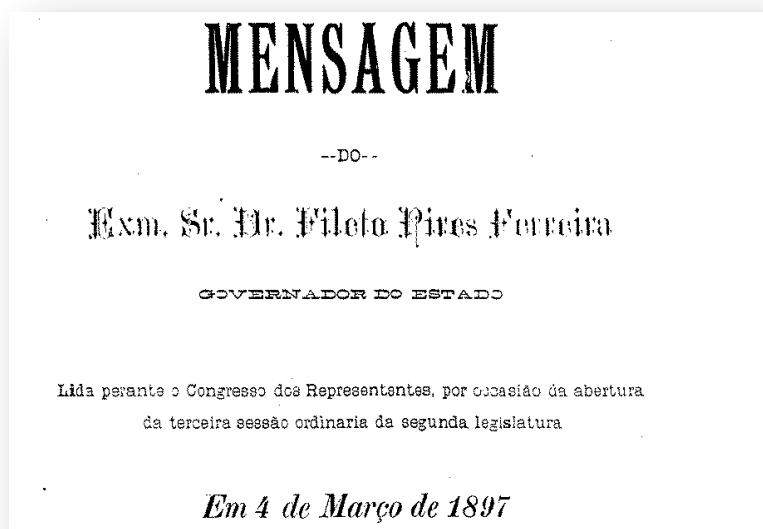 MENSAGEM
--DO--
Exm. Sr. Dr. Fileto Pires Ferreira
GOVERNADOR DO ESTADO
Lida perante o Congresso dos Representantes, por occasião da abertura
da terceira sessão ordinaria da segunda legislatura
Em 4 de Março de 1897